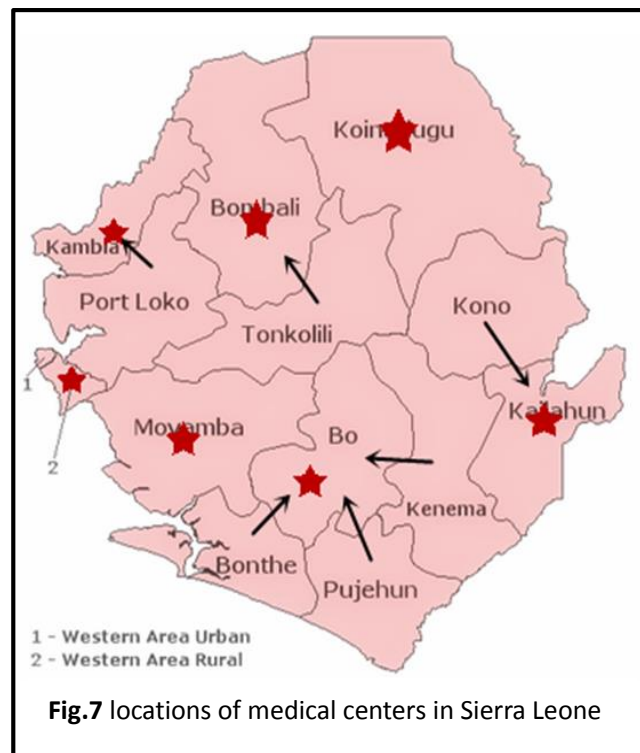 Bombali
Kambia
Port Loko
Kono
Tonkolili
1
Kailahun
Moyamba
Bo
2
Kenema
Bonthe
Pujehun
1 - Western Area Urban
2 - Western Area Rural
Fig.7 locations of medical centers in Sierra Leone